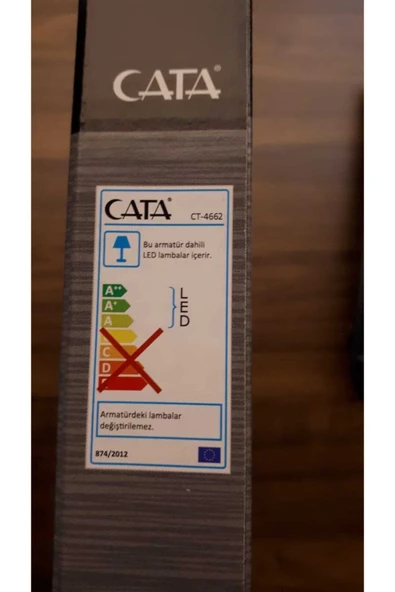 CATA®
CATA® CT-4662
Bu armatür dahili
LED lambalar içerir.
A++
A+
A
C
D
L
E
D
Armatürdeki lambalar
değiştirilemez.
874/2012